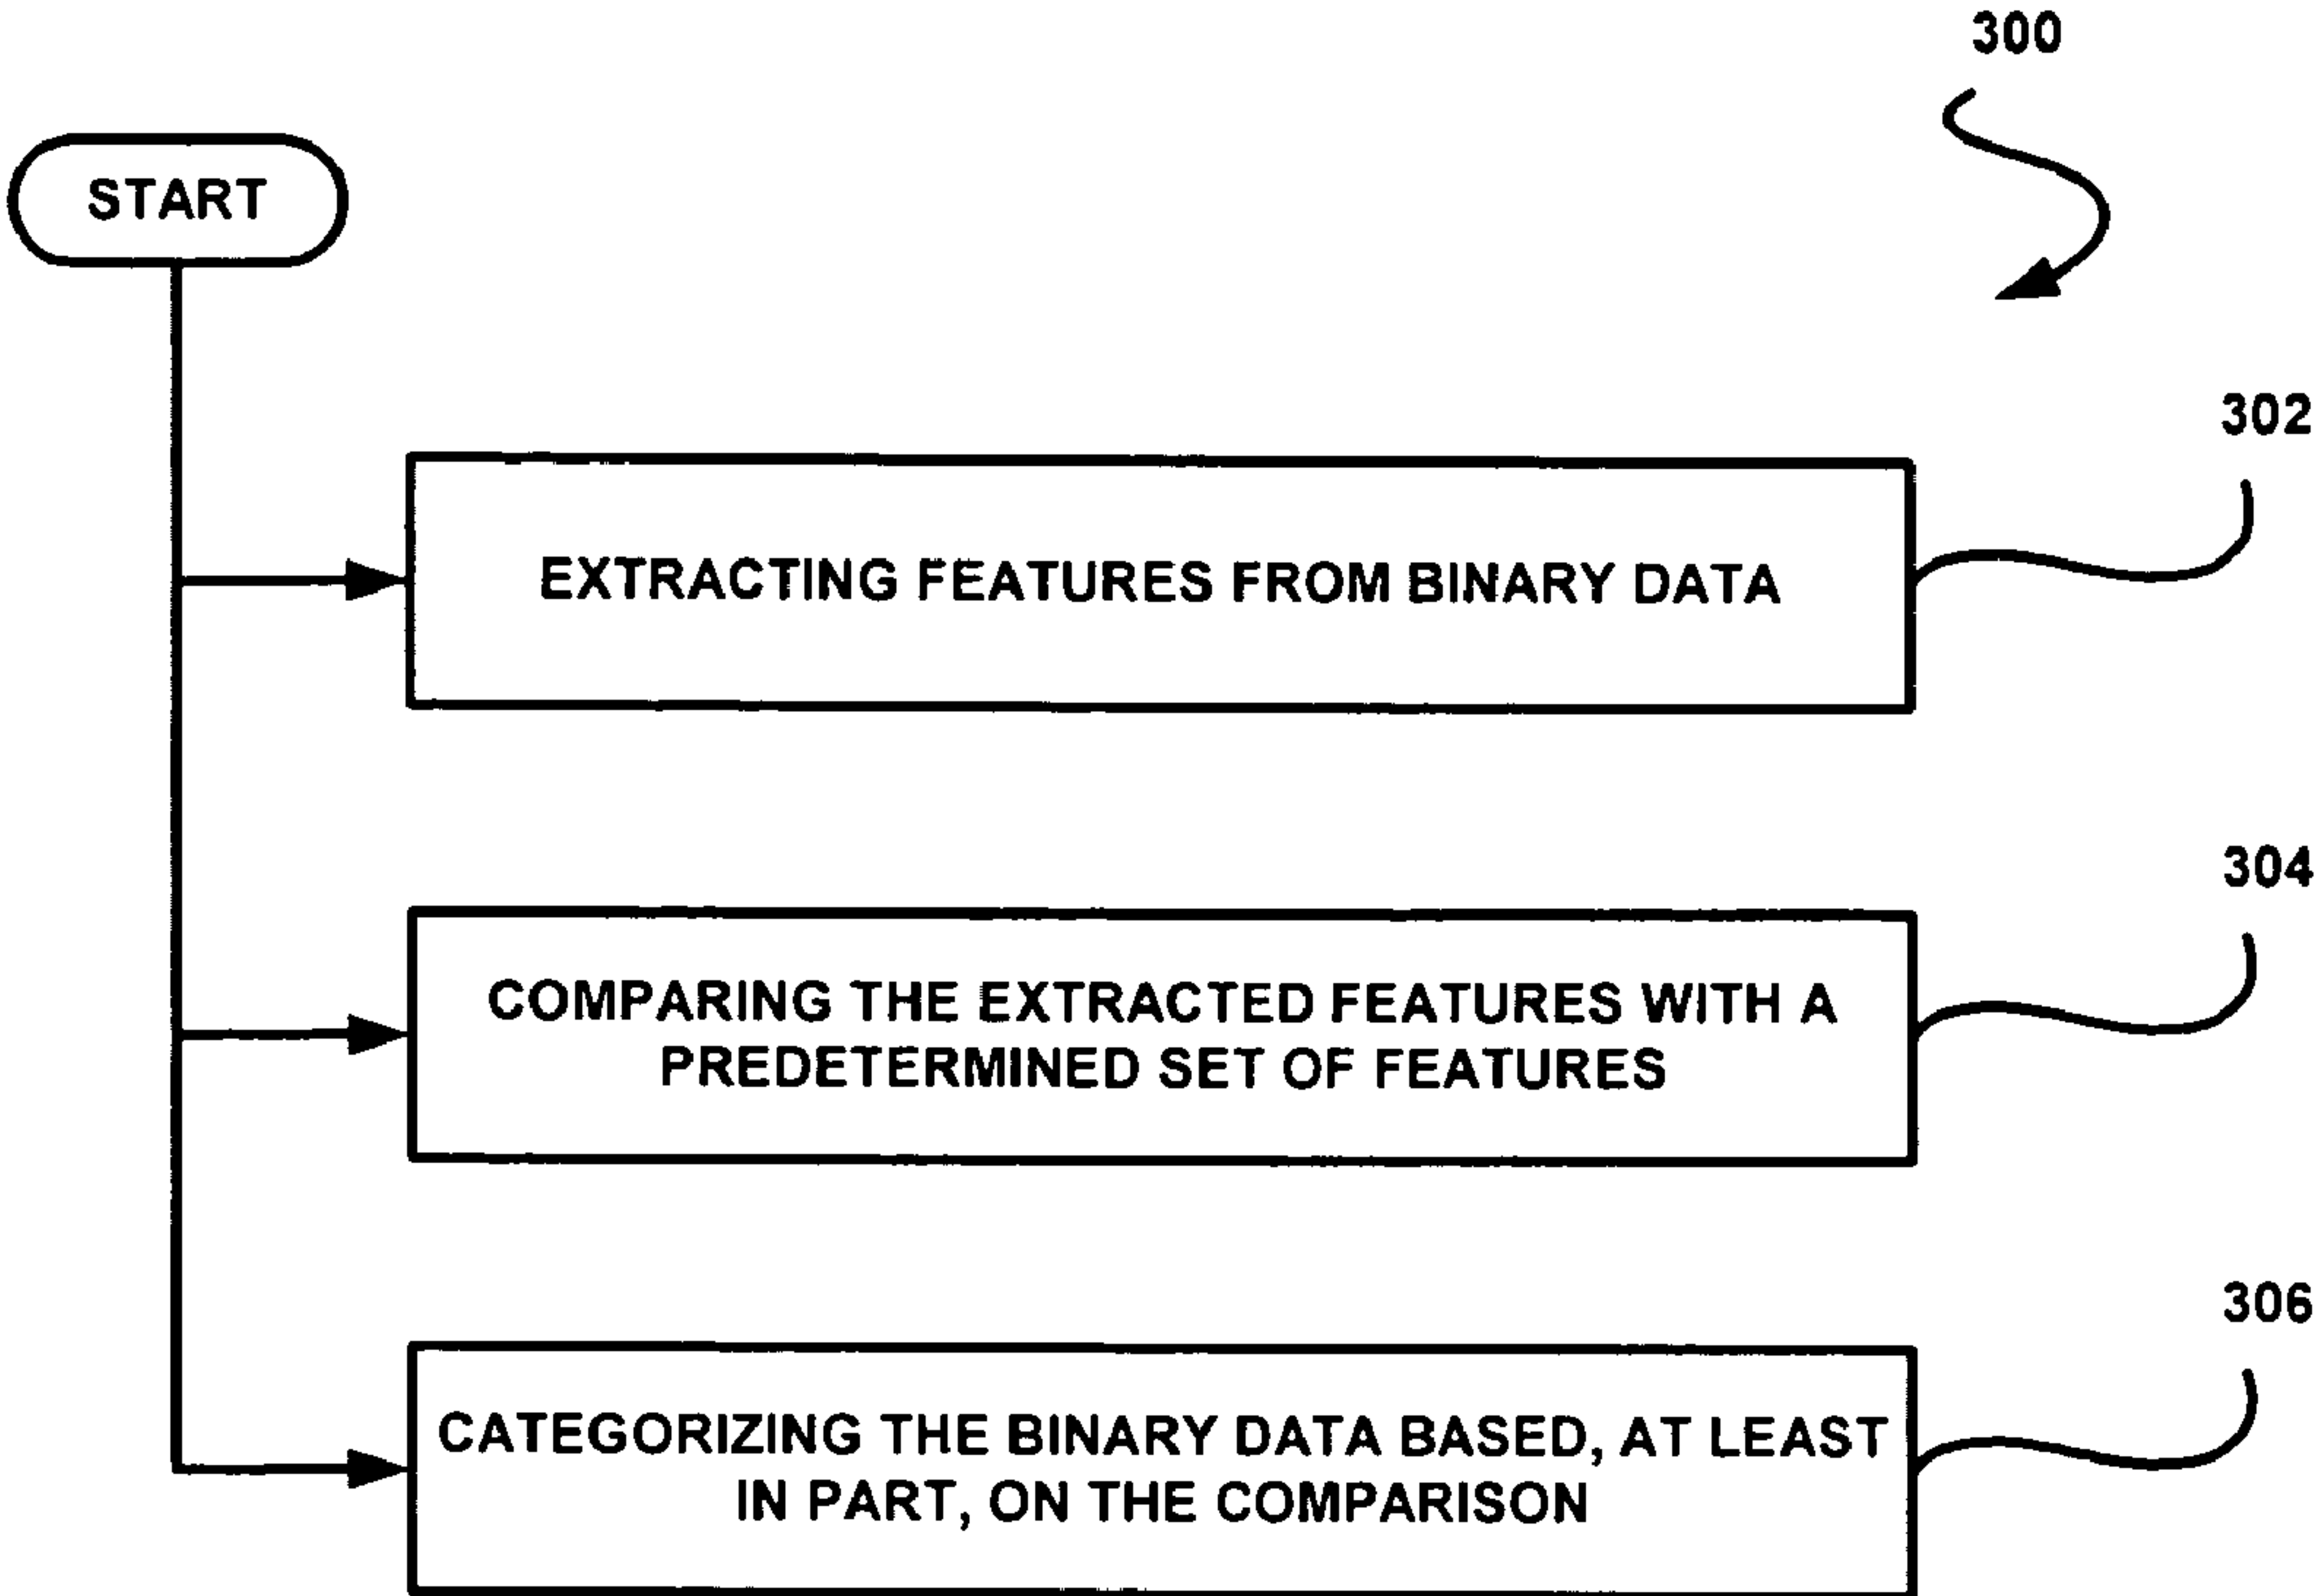 300
START
302
EXTRACTING FEATURES FROM BINARY DATA
304
COMPARING THE EXTRACTED FEATURES WITH A
PREDETERMINED SET OF FEATURES
306
CATEGORIZING THE BINARY DATA BASED, AT LEAST
IN PART, ON THE COMPARISON